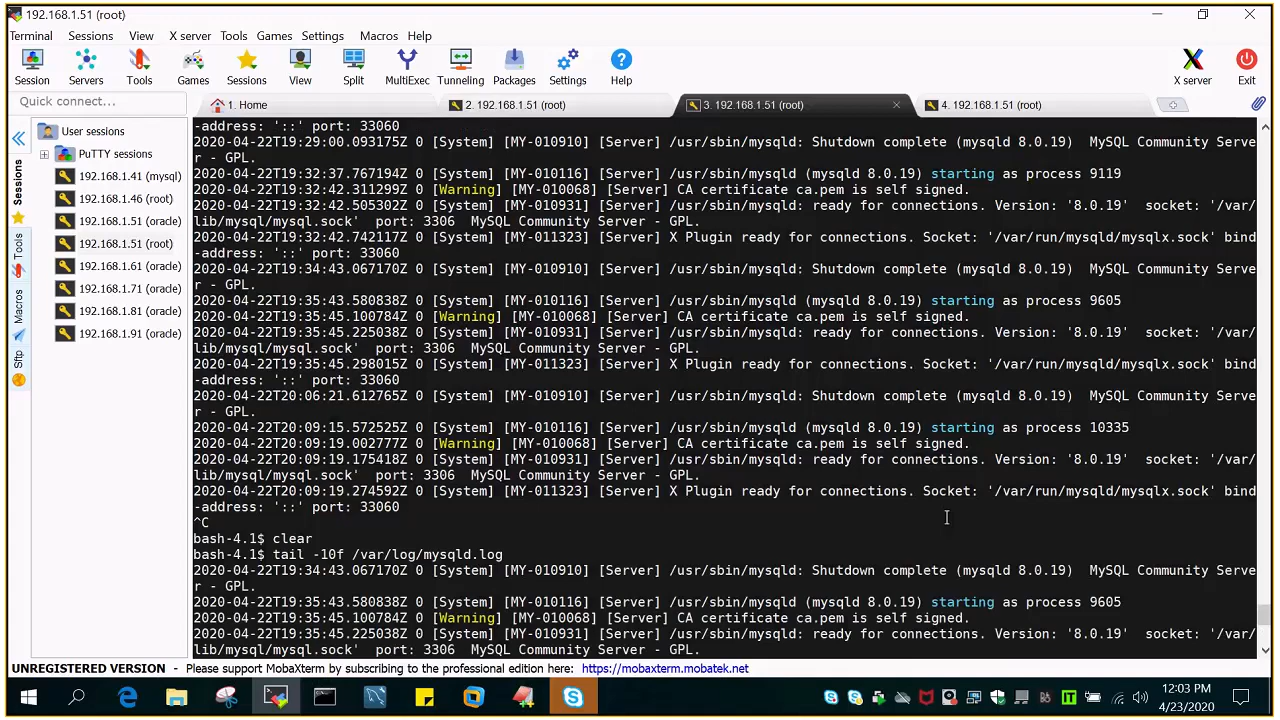 192.168.1.51 (root)
Terminal Sessions View X server Tools Games Settings Macros Help
Session Servers Tools Games Sessions View Split MultiExec Tunneling Packages Settings Help X server Exit
Quick connect...
1. Home
2. 192.168.1.51 (root)
3. 192.168.1.51 (root)
4. 192.168.1.51 (root)
Sessions
Tools
Macros
Sftp
User sessions
PuTTY sessions
192.168.1.41 (mysql)
192.168.1.46 (root)
192.168.1.51 (oracle)
192.168.1.51 (root)
192.168.1.61 (oracle)
192.168.1.71 (oracle)
192.168.1.81 (oracle)
192.168.1.91 (oracle)
-address: '::' port: 33060
2020-04-22T19:29:00.093175Z 0 [System] [MY-010910] [Server] /usr/sbin/mysqld: Shutdown complete (mysqld 8.0.19)  MySQL Community Serve
r - GPL.
2020-04-22T19:32:37.767194Z 0 [System] [MY-010116] [Server] /usr/sbin/mysqld (mysqld 8.0.19) starting as process 9119
2020-04-22T19:32:42.311299Z 0 [Warning] [MY-010068] [Server] CA certificate ca.pem is self signed.
2020-04-22T19:32:42.505302Z 0 [System] [MY-010931] [Server] /usr/sbin/mysqld: ready for connections. Version: '8.0.19'  socket: '/var/
lib/mysql/mysql.sock'  port: 3306  MySQL Community Server - GPL.
2020-04-22T19:32:42.742117Z 0 [System] [MY-011323] [Server] X Plugin ready for connections. Socket: '/var/run/mysqld/mysqlx.sock' bind
-address: '::' port: 33060
2020-04-22T19:34:43.067170Z 0 [System] [MY-010910] [Server] /usr/sbin/mysqld: Shutdown complete (mysqld 8.0.19)  MySQL Community Serve
r - GPL.
2020-04-22T19:35:43.580838Z 0 [System] [MY-010116] [Server] /usr/sbin/mysqld (mysqld 8.0.19) starting as process 9605
2020-04-22T19:35:45.100784Z 0 [Warning] [MY-010068] [Server] CA certificate ca.pem is self signed.
2020-04-22T19:35:45.225038Z 0 [System] [MY-010931] [Server] /usr/sbin/mysqld: ready for connections. Version: '8.0.19'  socket: '/var/
lib/mysql/mysql.sock'  port: 3306  MySQL Community Server - GPL.
2020-04-22T19:35:45.298015Z 0 [System] [MY-011323] [Server] X Plugin ready for connections. Socket: '/var/run/mysqld/mysqlx.sock' bind
-address: '::' port: 33060
2020-04-22T20:06:21.612765Z 0 [System] [MY-010910] [Server] /usr/sbin/mysqld: Shutdown complete (mysqld 8.0.19)  MySQL Community Serve
r - GPL.
2020-04-22T20:09:15.572525Z 0 [System] [MY-010116] [Server] /usr/sbin/mysqld (mysqld 8.0.19) starting as process 10335
2020-04-22T20:09:19.002777Z 0 [Warning] [MY-010068] [Server] CA certificate ca.pem is self signed.
2020-04-22T20:09:19.175418Z 0 [System] [MY-010931] [Server] /usr/sbin/mysqld: ready for connections. Version: '8.0.19'  socket: '/var/
lib/mysql/mysql.sock'  port: 3306  MySQL Community Server - GPL.
2020-04-22T20:09:19.274592Z 0 [System] [MY-011323] [Server] X Plugin ready for connections. Socket: '/var/run/mysqld/mysqlx.sock' bind
-address: '::' port: 33060
^C
bash-4.1$ clear
bash-4.1$ tail -10f /var/log/mysqld.log
2020-04-22T19:34:43.067170Z 0 [System] [MY-010910] [Server] /usr/sbin/mysqld: Shutdown complete (mysqld 8.0.19)  MySQL Community Serve
r - GPL.
2020-04-22T19:35:43.580838Z 0 [System] [MY-010116] [Server] /usr/sbin/mysqld (mysqld 8.0.19) starting as process 9605
2020-04-22T19:35:45.100784Z 0 [Warning] [MY-010068] [Server] CA certificate ca.pem is self signed.
2020-04-22T19:35:45.225038Z 0 [System] [MY-010931] [Server] /usr/sbin/mysqld: ready for connections. Version: '8.0.19'  socket: '/var/
lib/mysql/mysql.sock'  port: 3306  MySQL Community Server - GPL.
UNREGISTERED VERSION - Please support MobaXterm by subscribing to the professional edition here: https://mobaxterm.mobatek.net
12:03 PM
4/23/2020